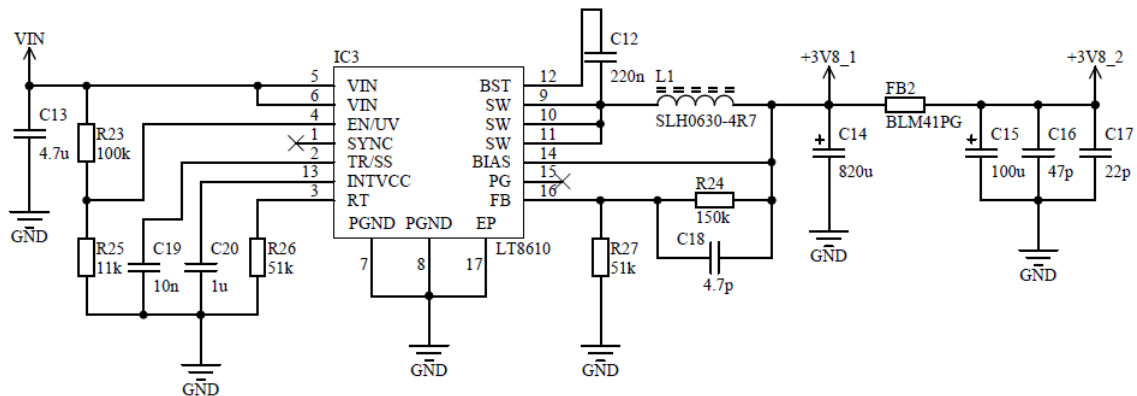 VIN
C13
4.7u
GND
R23
100k
R25
11k
C19
10n
C20
1u
R26
51k
GND
IC3
5 VIN
6 VIN
4 EN/UV
1 SYNC
2 TR/SS
13 INTVCC
3 RT
BST 12
SW 9
SW 10
SW 11
BIAS 14
PG 15
FB 16
PGND PGND EP
LT8610
7 8 17
GND
C12
220n
L1
SLH0630-4R7
R24
150k
C18
4.7p
R27
51k
GND
+3V8_1
C14
820u
GND
FB2
BLM41PG
+3V8_2
C15
100u
C16
47p
C17
22p
GND